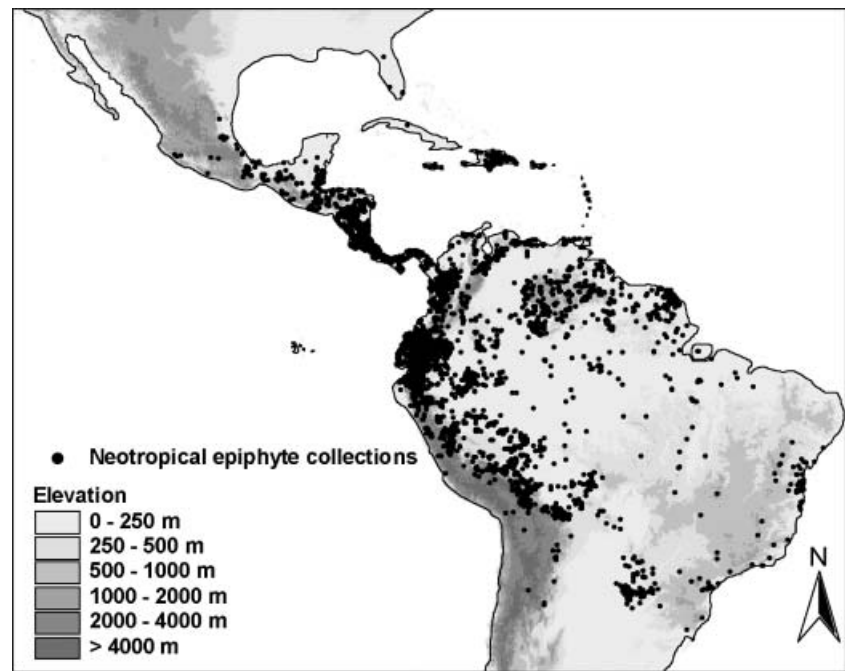 Neotropical epiphyte collections
Elevation
0 - 250 m
250 - 500 m
500 - 1000 m
1000 - 2000 m
2000 - 4000 m
> 4000 m
N